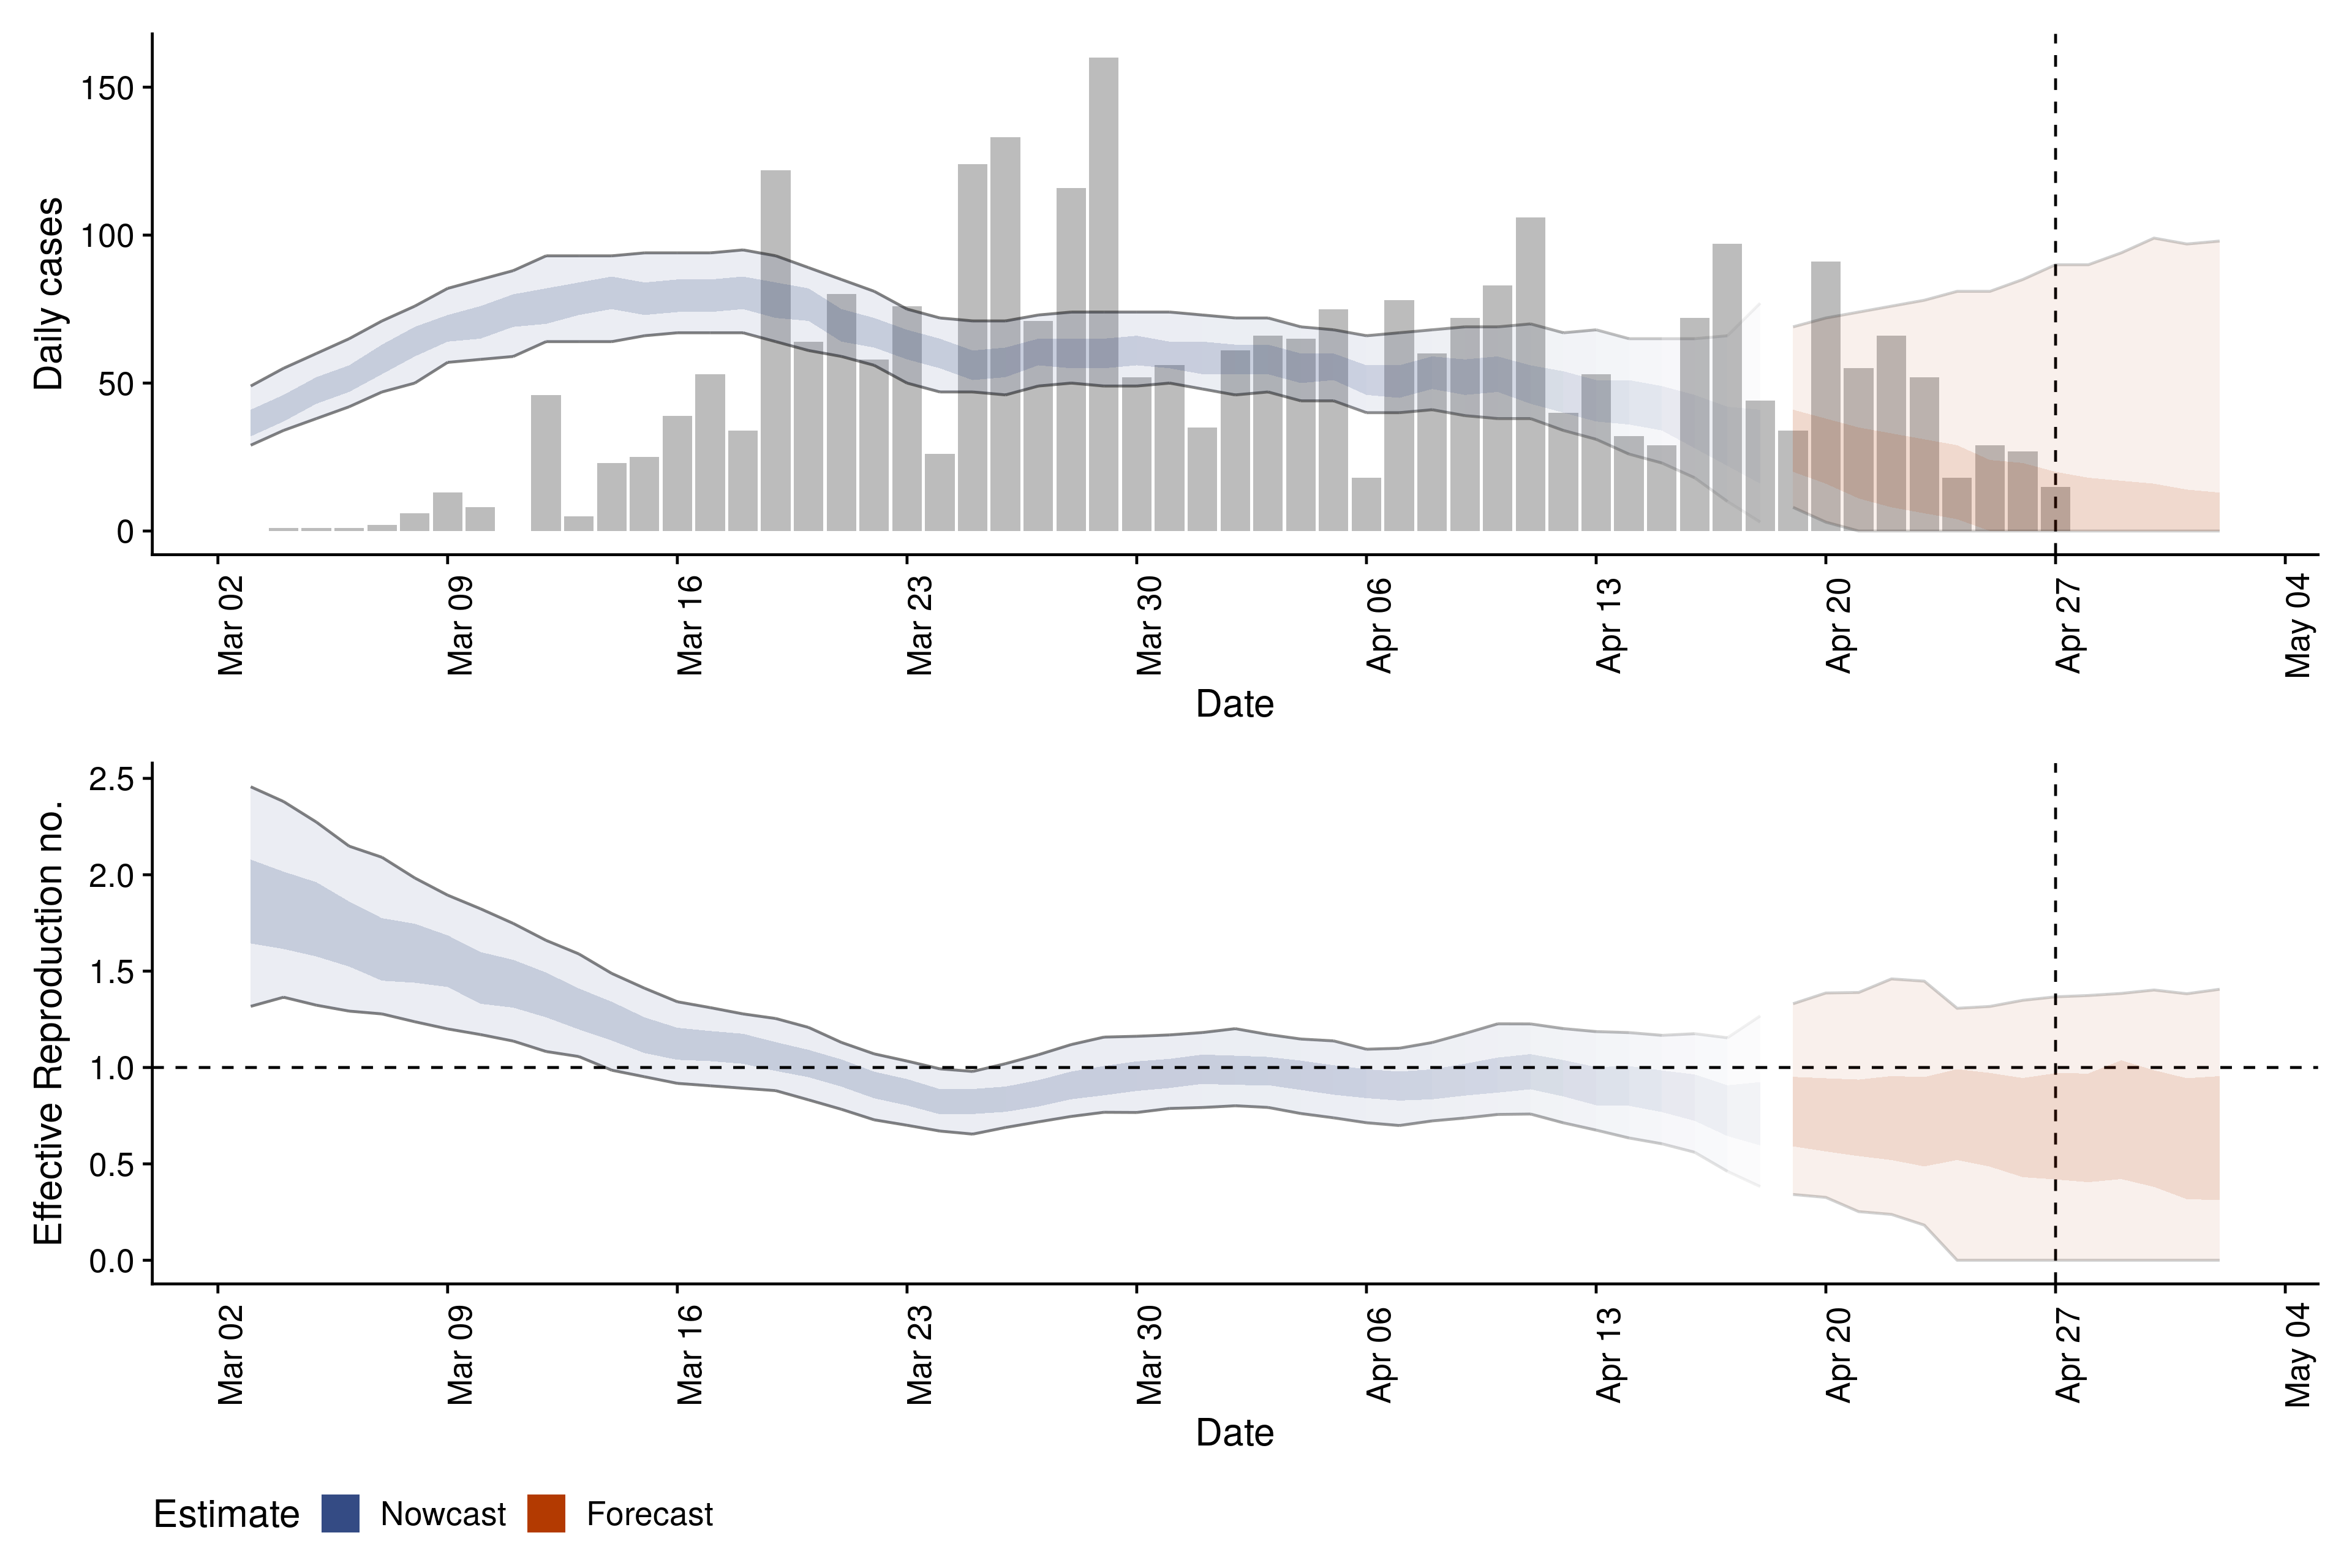 Daily cases
150
100
50
0
Mar 02
Mar 09
Mar 16
Mar 23
Mar 30
Apr 06
Apr 13
Apr 20
Apr 27
May 04
Date
Effective Reproduction no.
2.5
2.0
1.5
1.0
0.5
0.0
Mar 02
Mar 09
Mar 16
Mar 23
Mar 30
Apr 06
Apr 13
Apr 20
Apr 27
May 04
Date
Estimate Nowcast Forecast